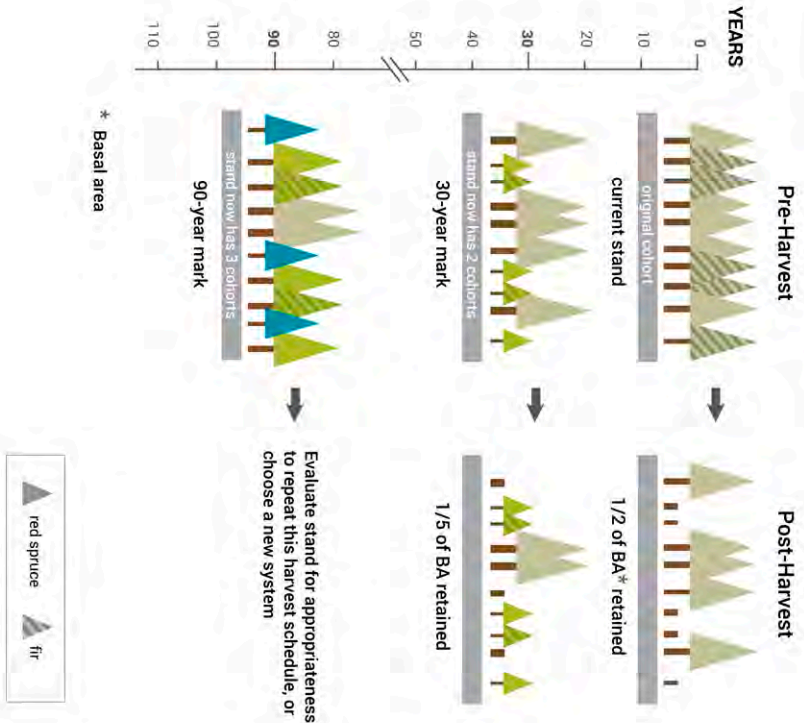 YEARS
Pre-Harvest
Post-Harvest
0
10
20
30
40
50
80
90
100
110
original cohort
current stand
1/2 of BA* retained
stand now has 2 cohorts
30-year mark
1/5 of BA retained
stand now has 3 cohorts
90-year mark
Evaluate stand for appropriateness
to repeat this harvest schedule, or
choose a new system
* Basal area
red spruce
fir